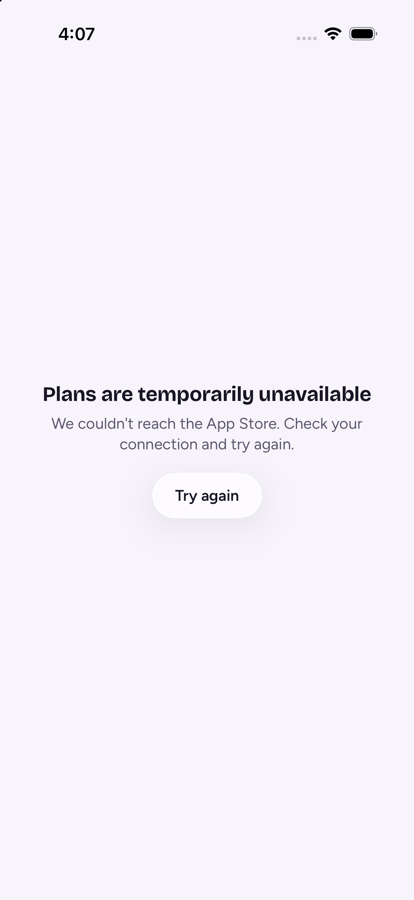 4:07
Plans are temporarily unavailable
We couldn't reach the App Store. Check your
connection and try again.
Try again